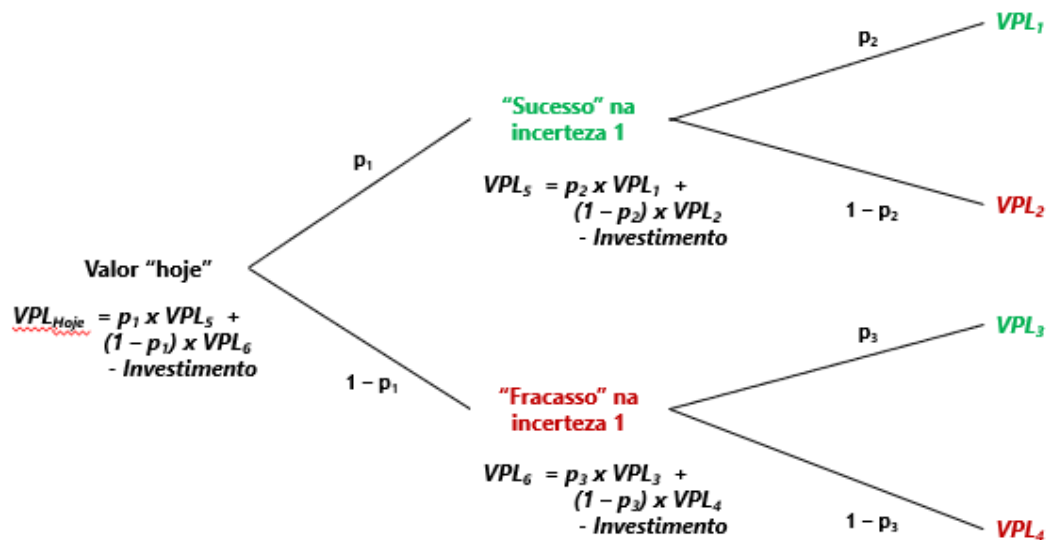 p₂
VPL₁
“Sucesso” na
incerteza 1
p₁
VPL₅ = p₂ x VPL₁ +
(1 – p₂) x VPL₂
- Investimento
1 – p₂
VPL₂
Valor “hoje”
VPL_Hoje = p₁ x VPL₅ +
(1 – p₁) x VPL₆
- Investimento
1 – p₁
p₃
VPL₃
“Fracasso” na
incerteza 1
VPL₆ = p₃ x VPL₃ +
(1 – p₃) x VPL₄
- Investimento
1 – p₃
VPL₄